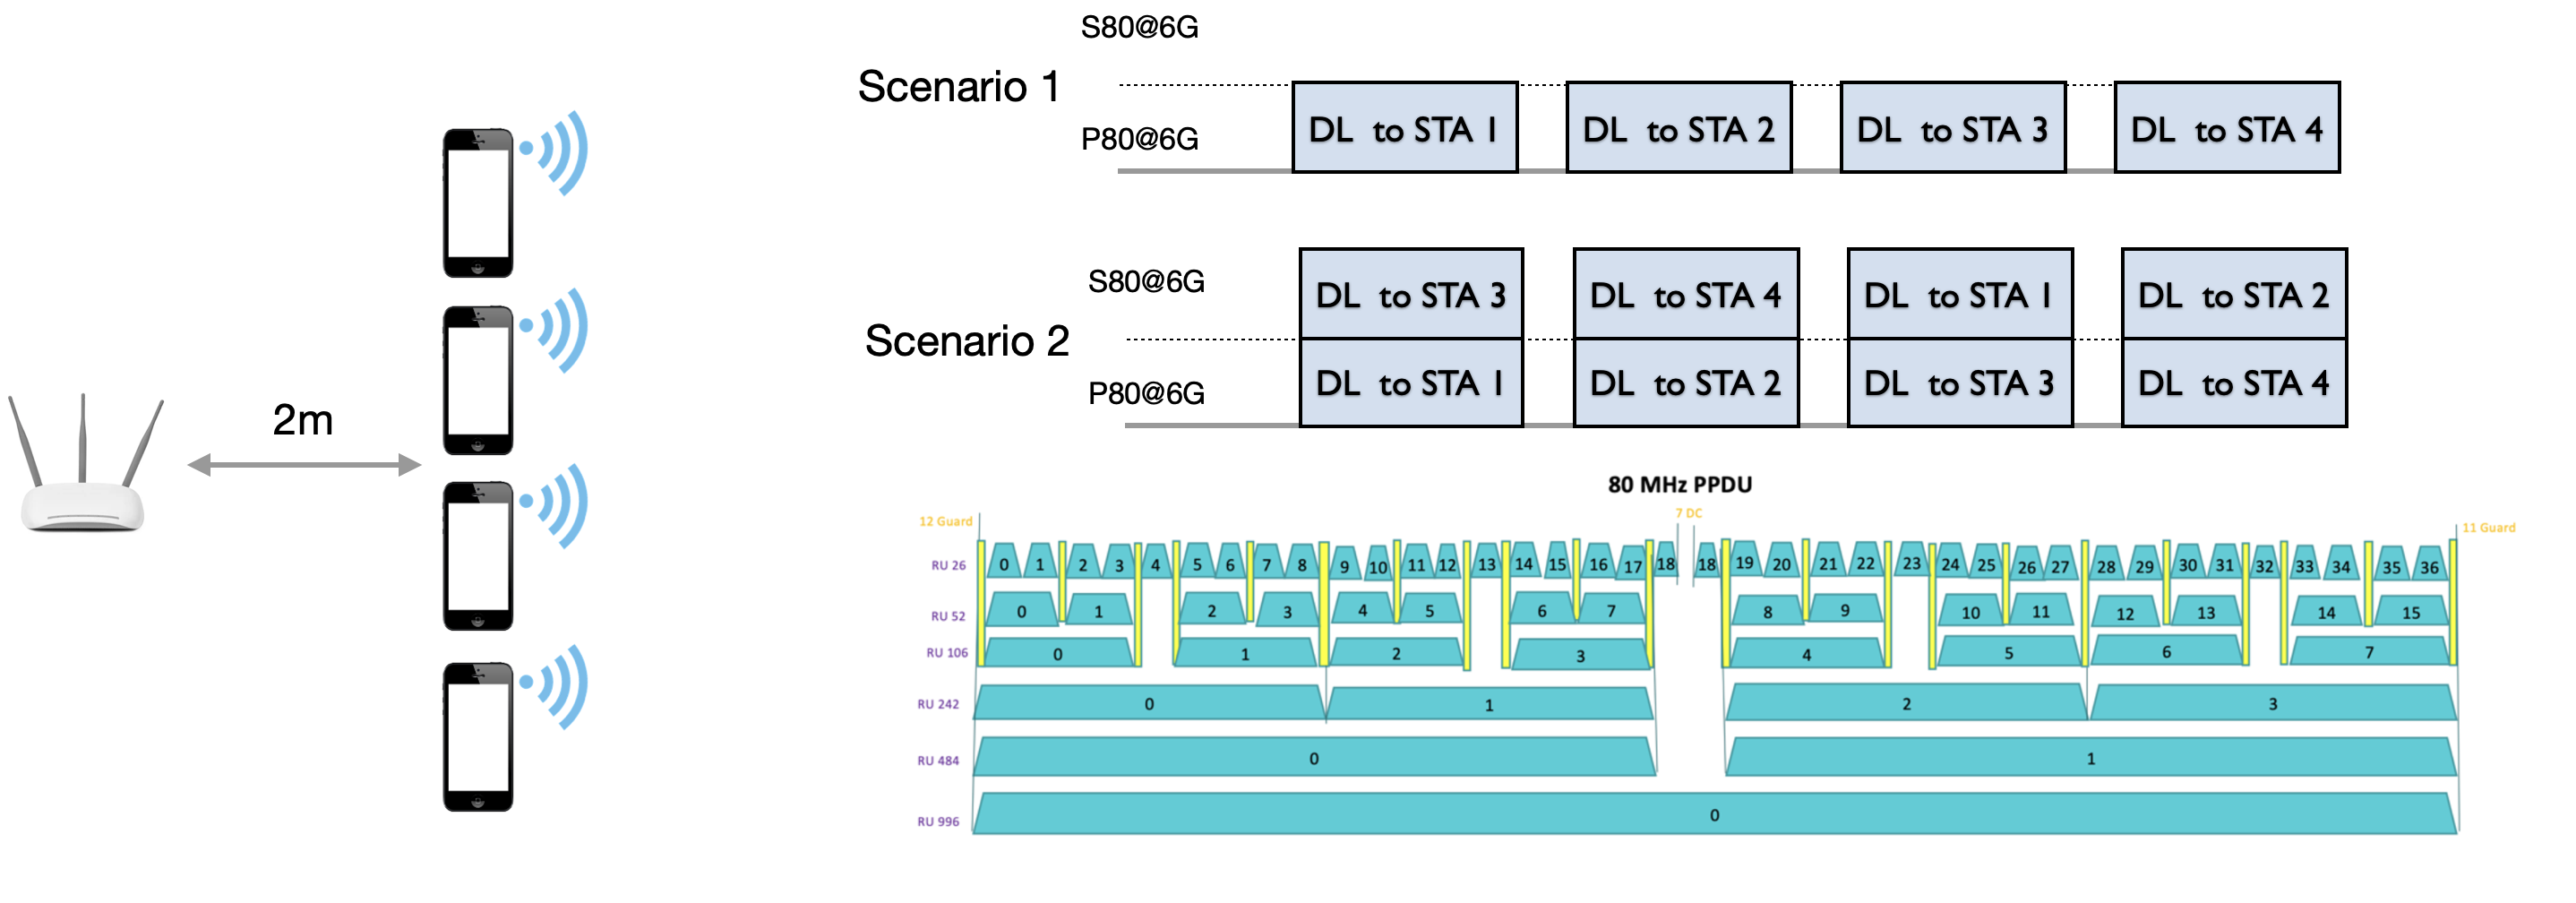 2m
S80@6G
Scenario 1
P80@6G
DL to STA 1 DL to STA 2 DL to STA 3 DL to STA 4
S80@6G
DL to STA 3 DL to STA 4 DL to STA 1 DL to STA 2
Scenario 2
P80@6G
DL to STA 1 DL to STA 2 DL to STA 3 DL to STA 4
80 MHz PPDU
12 Guard 7 DC 11 Guard
RU 26 0 1 2 3 4 5 6 7 8 9 10 11 12 13 14 15 16 17 18 18 19 20 21 22 23 24 25 26 27 28 29 30 31 32 33 34 35 36
RU 52 0 1 2 3 4 5 6 7 8 9 10 11 12 13 14 15
RU 106 0 1 2 3 4 5 6 7
RU 242 0 1 2 3
RU 484 0 1
RU 996 0